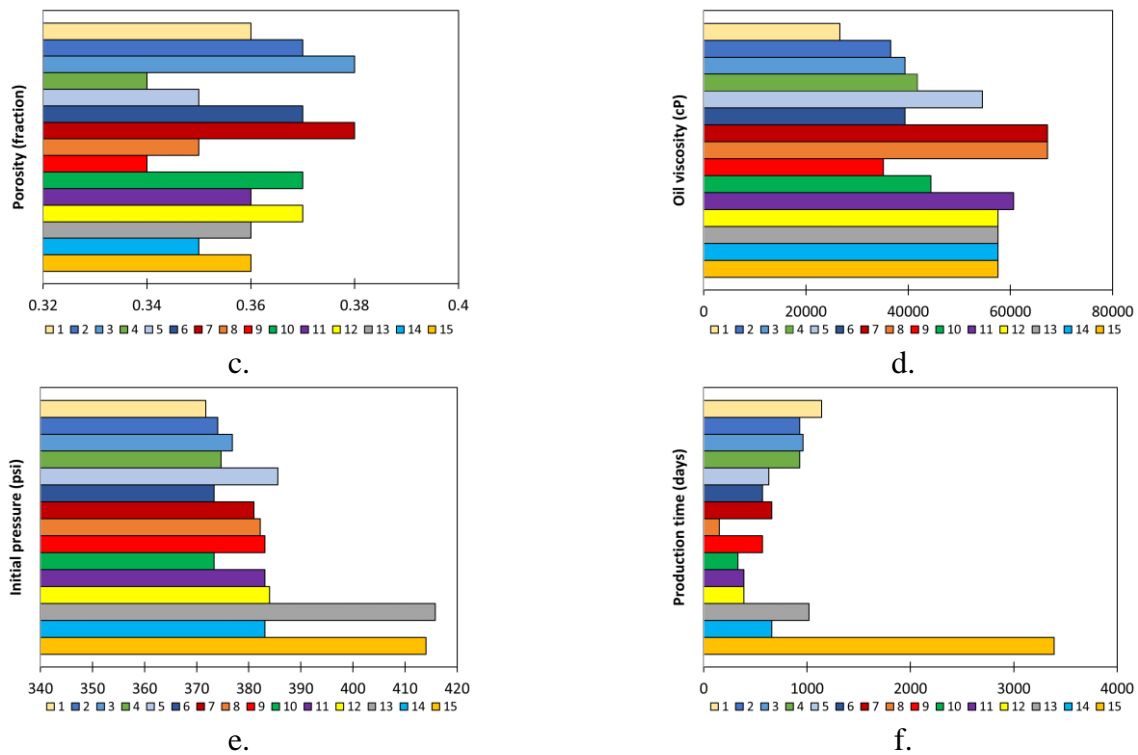 Porosity (fraction)
0.32 0.34 0.36 0.38 0.4
1 2 3 4 5 6 7 8 9 10 11 12 13 14 15
c.
Oil viscosity (cP)
0 20000 40000 60000 80000
1 2 3 4 5 6 7 8 9 10 11 12 13 14 15
d.
Initial pressure (psi)
340 350 360 370 380 390 400 410 420
1 2 3 4 5 6 7 8 9 10 11 12 13 14 15
e.
Production time (days)
0 1000 2000 3000 4000
1 2 3 4 5 6 7 8 9 10 11 12 13 14 15
f.